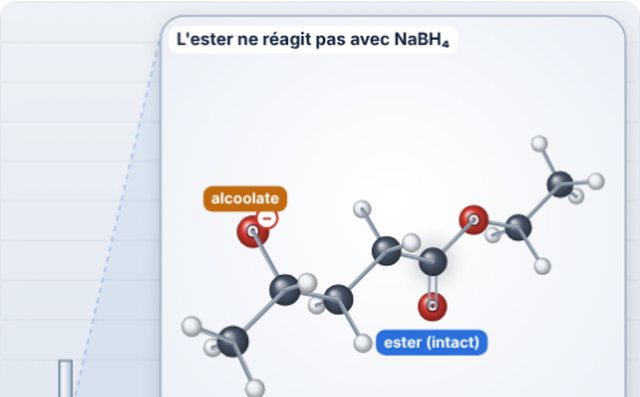 L'ester ne réagit pas avec NaBH₄
alcoolate
−
O
O
O
ester (intact)